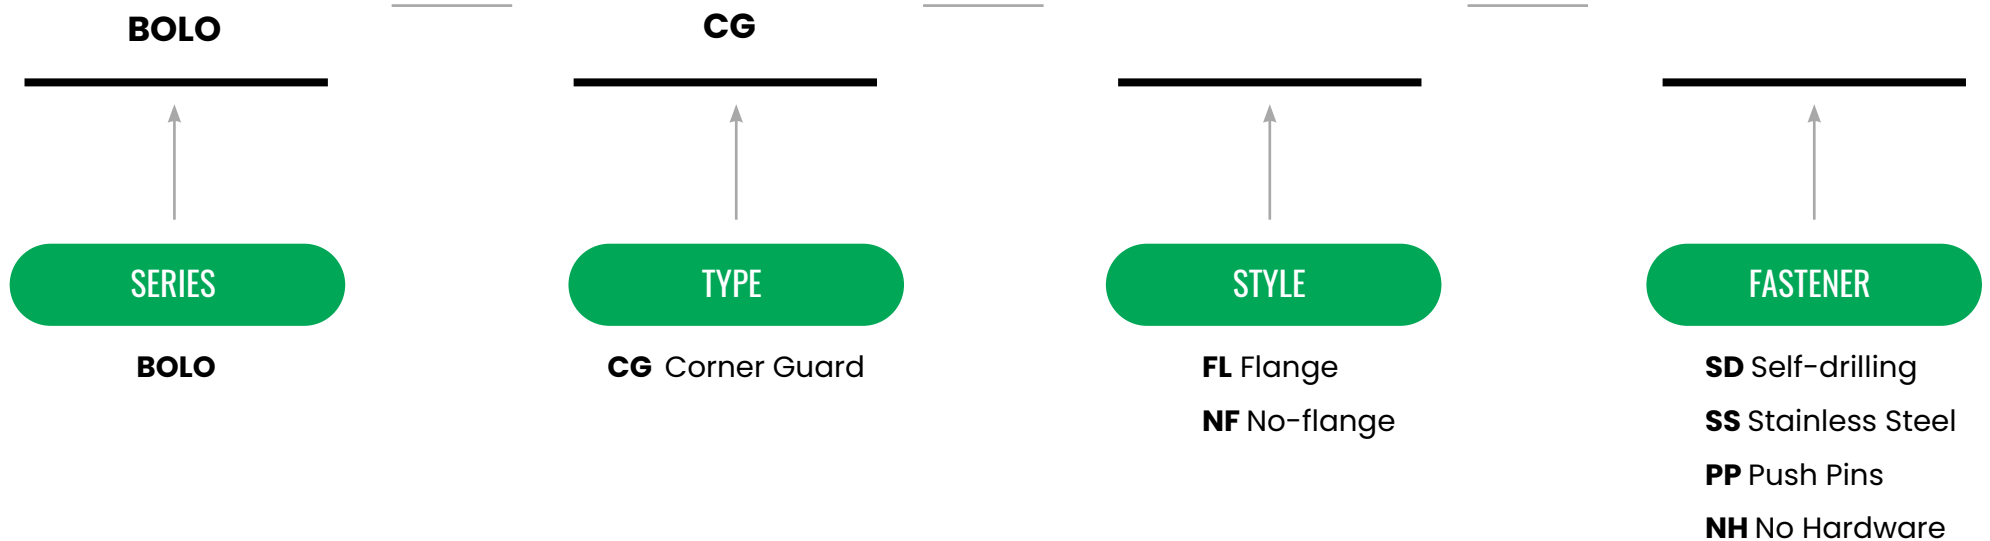 BOLO
CG
SERIES
TYPE
STYLE
FASTENER
BOLO
CG Corner Guard
FL Flange
NF No-flange
SD Self-drilling
SS Stainless Steel
PP Push Pins
NH No Hardware